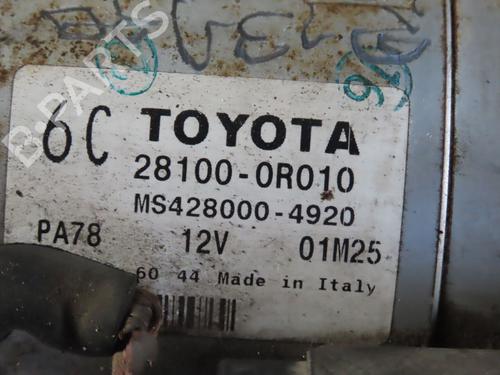 6C TOYOTA
28100-0R010
MS428000-4920
PA78 12V 01M25
60 44 Made in Italy
B-PARTS